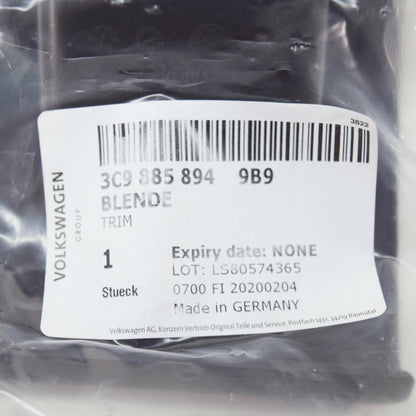 3822
VOLKSWAGEN
GROUP
3C9 885 894 9B9
BLENDE
TRIM
1
Stueck
Expiry date: NONE
LOT: LS80574365
0700 FI 20200204
Made in GERMANY
Volkswagen AG, Konzern Vertrieb Original Teile und Service, Postfach 1451, 34219 Baunatal